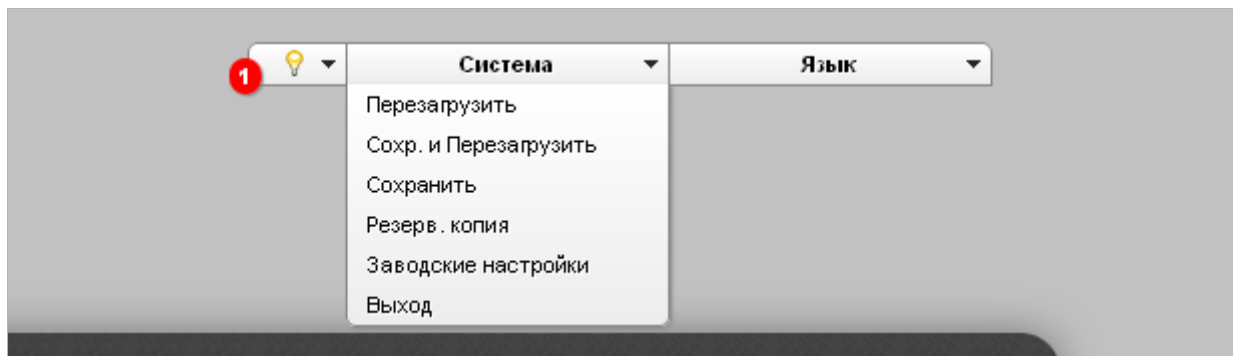 1
Система
Язык
Перезагрузить
Сохр. и Перезагрузить
Сохранить
Резерв. копия
Заводские настройки
Выход